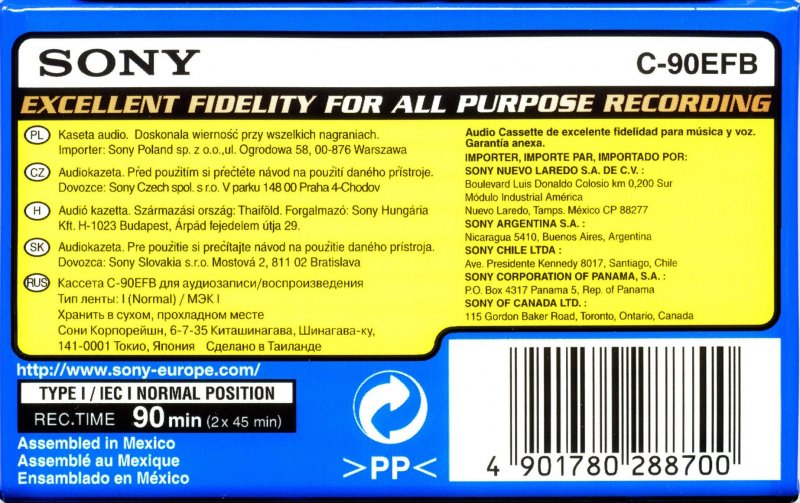 SONY
C-90EFB
EXCELLENT FIDELITY FOR ALL PURPOSE RECORDING
PL Kaseta audio. Doskonala wierność przy wszelkich nagraniach.
Importer: Sony Poland sp. z o.o.,ul. Ogrodowa 58, 00-876 Warszawa
CZ Audiokazeta. Před použítím si přečtěte návod na použití daného přístroje.
Dovozce: Sony Czech spol. s r.o. V parku 148 00 Praha 4-Chodov
H Audió kazetta. Származási ország: Thaiföld. Forgalmazó: Sony Hungária
Kft. H-1023 Budapest, Árpád fejedelem útja 29.
SK Audiokazeta. Pre použitie si prečítajte návod na použitie daného prístroja.
Dovozca: Sony Slovakia s.r.o. Mostová 2, 811 02 Bratislava
RUS Кассета C-90EFB для аудиозаписи/воспроизведения
Тип ленты: I (Normal) / МЭК I
Хранить в сухом, прохладном месте
Сони Корпорейшн, 6-7-35 Киташинагава, Шинагава-ку,
141-0001 Токио, Япония Сделано в Таиланде
Audio Cassette de excelente fidelidad para música y voz.
Garantía anexa.
IMPORTER, IMPORTE PAR, IMPORTADO POR:
SONY NUEVO LAREDO S.A. DE C.V. :
Boulevard Luis Donaldo Colosio km 0,200 Sur
Módulo Industrial América
Nuevo Laredo, Tamps. México CP 88277
SONY ARGENTINA S.A. :
Nicaragua 5410, Buenos Aires, Argentina
SONY CHILE LTDA :
Ave. Presidente Kennedy 8017, Santiago, Chile
SONY CORPORATION OF PANAMA, S.A. :
P.O. Box 4317 Panama 5, Rep. of Panama
SONY OF CANADA LTD. :
115 Gordon Baker Road, Toronto, Ontario, Canada
http://www.sony-europe.com/
TYPE I / IEC I NORMAL POSITION
REC.TIME 90 min (2 x 45 min)
Assembled in Mexico
Assemblé au Mexique
Ensamblado en México
>PP<
4 901780 288700